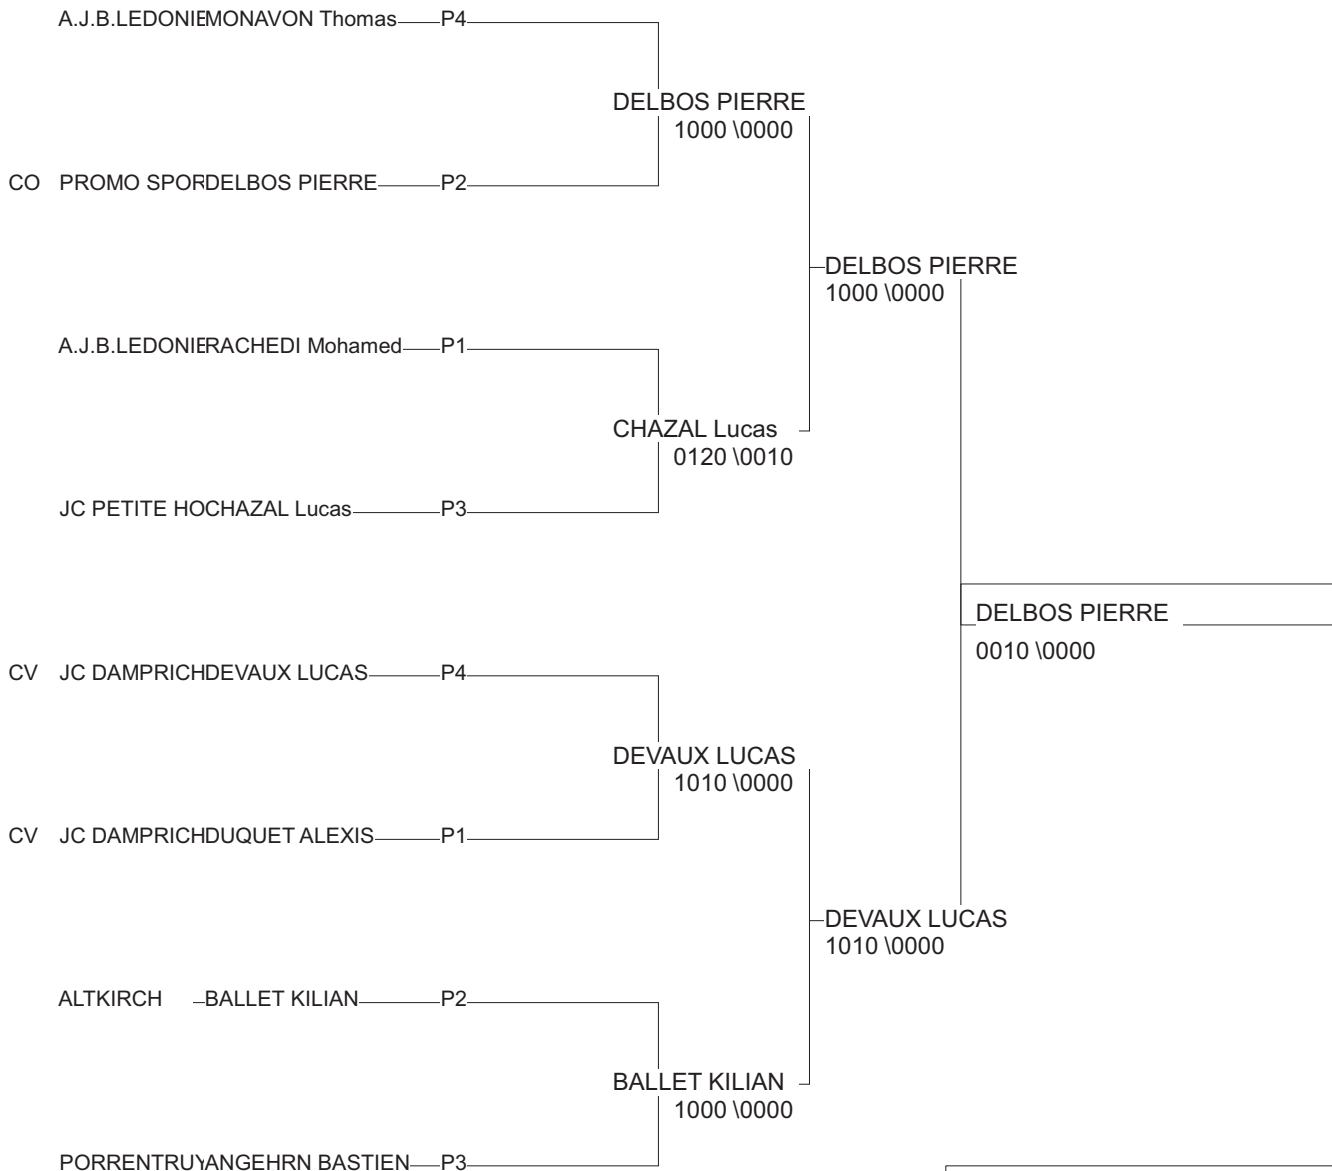 A.J.B.LEDONIEMONAVON Thomas P4
DELBOS PIERRE
1000 \0000
CO PROMO SPORDELBOS PIERRE P2
DELBOS PIERRE
1000 \0000
A.J.B.LEDONIERACHEDI Mohamed P1
CHAZAL Lucas
0120 \0010
JC PETITE HOCHAZAL Lucas P3
DELBOS PIERRE
0010 \0000
CV JC DAMPRICHDEVAUX LUCAS P4
DEVAUX LUCAS
1010 \0000
CV JC DAMPRICHDUQUET ALEXIS P1
DEVAUX LUCAS
1010 \0000
ALTKIRCH BALLET KILIAN P2
BALLET KILIAN
1000 \0000
PORRENTRUYANGEHRN BASTIEN P3